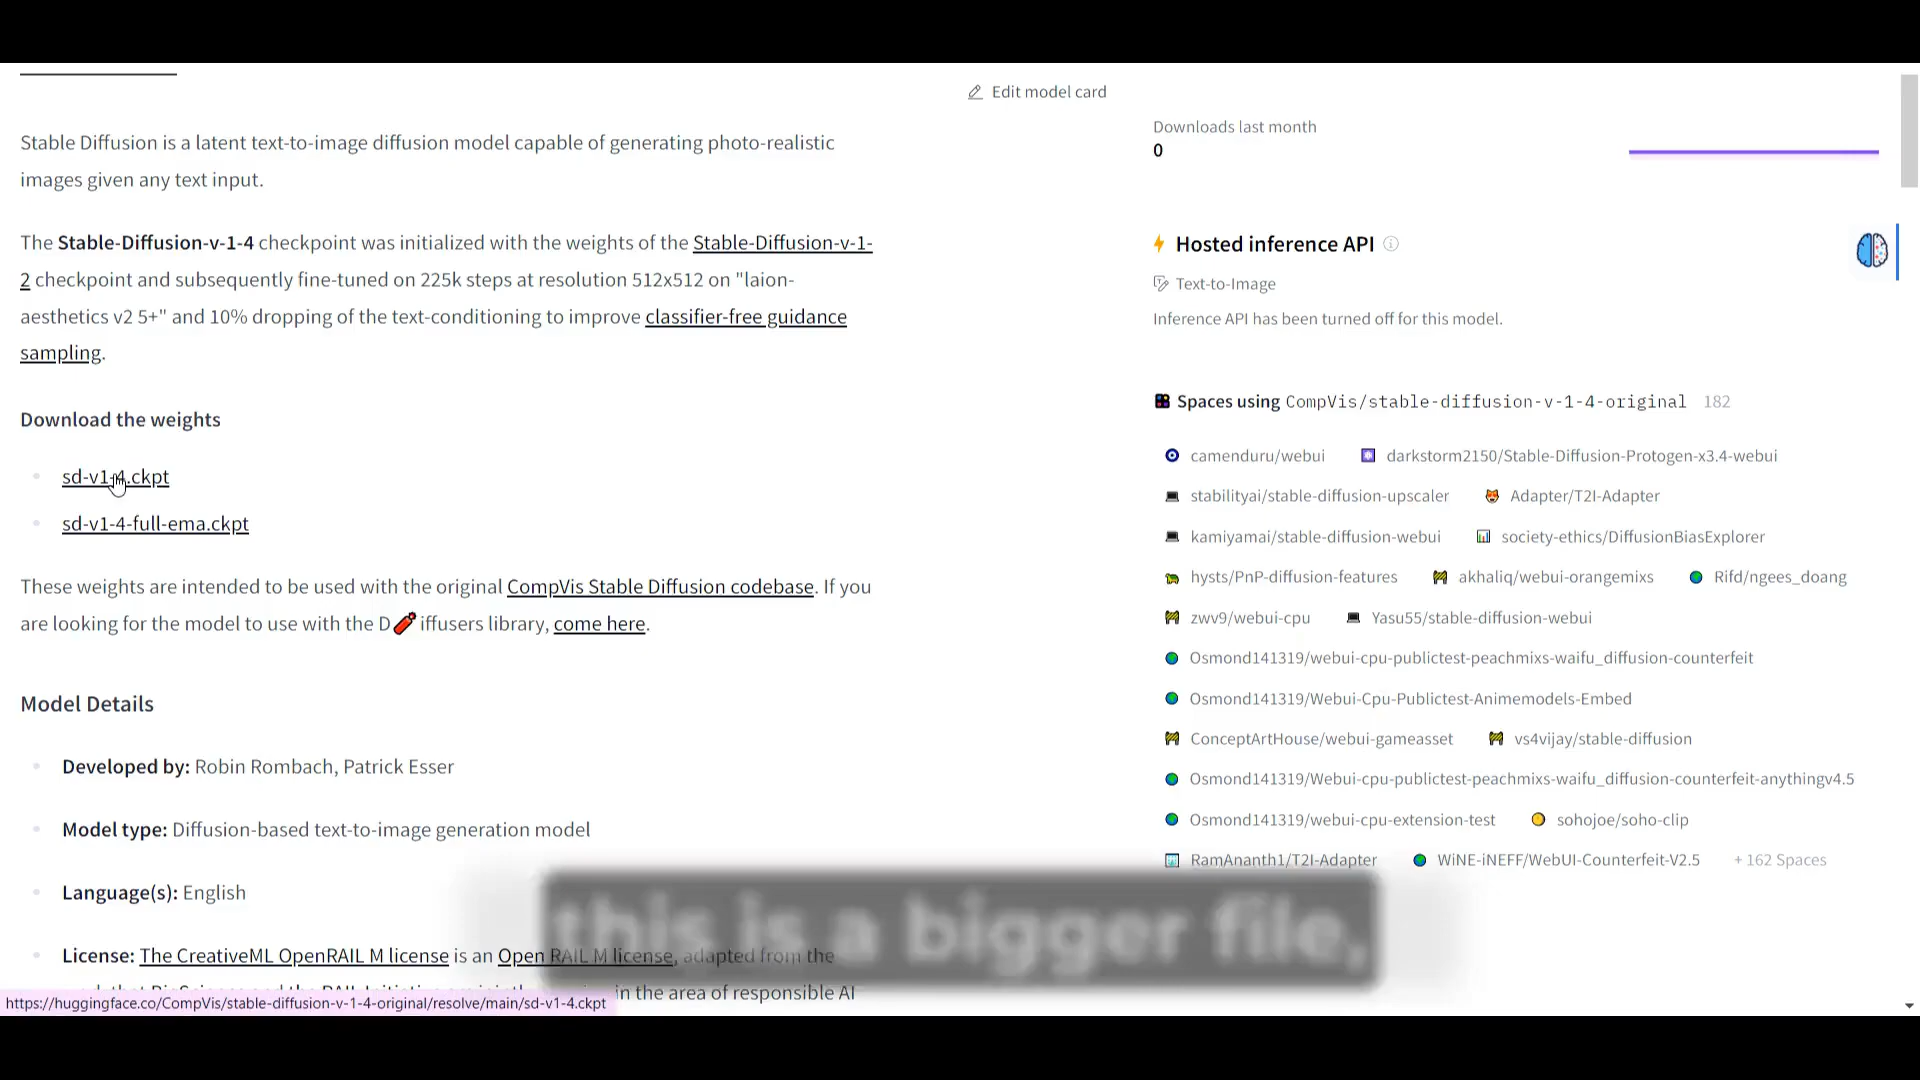 Edit model card
Stable Diffusion is a latent text-to-image diffusion model capable of generating photo-realistic
images given any text input.
The Stable-Diffusion-v-1-4 checkpoint was initialized with the weights of the Stable-Diffusion-v-1-
2 checkpoint and subsequently fine-tuned on 225k steps at resolution 512x512 on "laion-
aesthetics v2 5+" and 10% dropping of the text-conditioning to improve classifier-free guidance
sampling.
Download the weights
sd-v1-4.ckpt
sd-v1-4-full-ema.ckpt
These weights are intended to be used with the original CompVis Stable Diffusion codebase. If you
are looking for the model to use with the D🧨iffusers library, come here.
Model Details
Developed by: Robin Rombach, Patrick Esser
Model type: Diffusion-based text-to-image generation model
Language(s): English
License: The CreativeML OpenRAIL M license is an Open RAIL M license, adapted from the
in the area of responsible AI
https://huggingface.co/CompVis/stable-diffusion-v-1-4-original/resolve/main/sd-v1-4.ckpt
Downloads last month
0
Hosted inference API
Text-to-Image
Inference API has been turned off for this model.
Spaces using CompVis/stable-diffusion-v-1-4-original 182
camenduru/webui darkstorm2150/Stable-Diffusion-Protogen-x3.4-webui
stabilityai/stable-diffusion-upscaler Adapter/T2I-Adapter
kamiyamai/stable-diffusion-webui society-ethics/DiffusionBiasExplorer
hysts/PnP-diffusion-features akhaliq/webui-orangemixs Rifd/ngees_doang
zwv9/webui-cpu Yasu55/stable-diffusion-webui
Osmond141319/webui-cpu-publictest-peachmixs-waifu_diffusion-counterfeit
Osmond141319/Webui-Cpu-Publictest-Animemodels-Embed
ConceptArtHouse/webui-gameasset vs4vijay/stable-diffusion
Osmond141319/Webui-cpu-publictest-peachmixs-waifu_diffusion-counterfeit-anythingv4.5
Osmond141319/webui-cpu-extension-test sohojoe/soho-clip
RamAnanth1/T2I-Adapter WiNE-iNEFF/WebUI-Counterfeit-V2.5 + 162 Spaces
this is a bigger file,